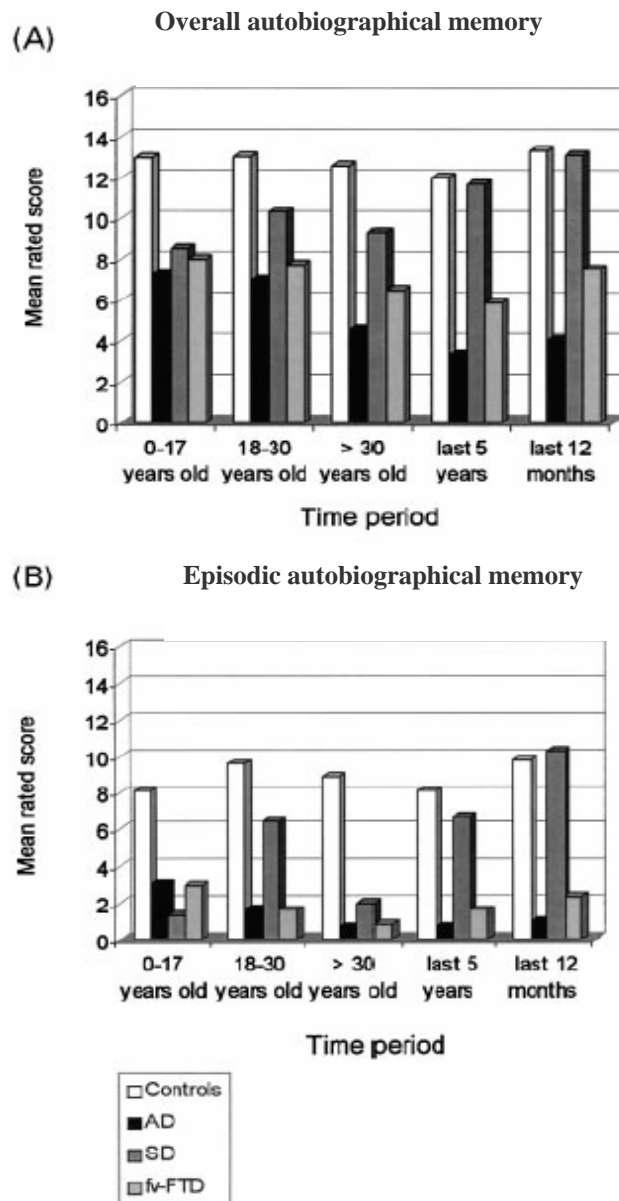 (A)
Overall autobiographical memory
16
14
12
10
8
6
4
2
0
Mean rated score
0-17 18-30 > 30 last 5 last 12
years old years old years old years months
Time period
(B)
Episodic autobiographical memory
16
14
12
10
8
6
4
2
0
Mean rated score
0-17 18-30 > 30 last 5 last 12
years old years old years old years months
Time period
Controls
AD
SD
fv-FTD